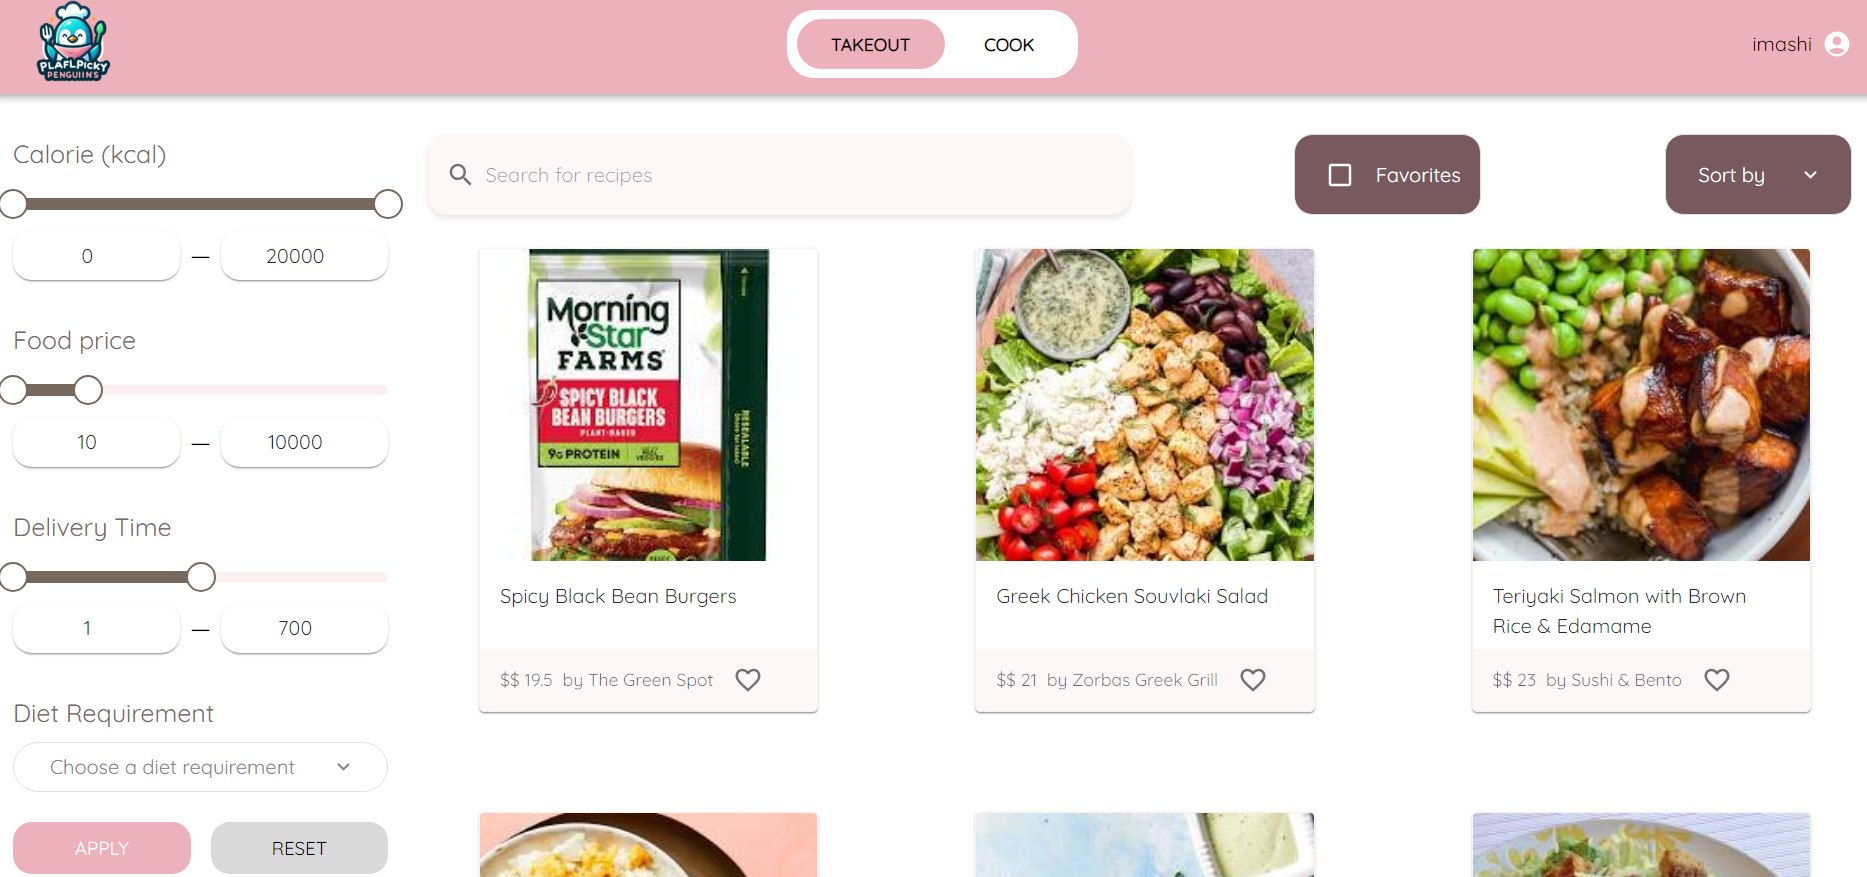 PLAFLPICKY
PENGUIINS
TAKEOUT
COOK
imashi
Calorie (kcal)
0 — 20000
Food price
10 — 10000
Delivery Time
1 — 700
Diet Requirement
Choose a diet requirement
APPLY
RESET
Search for recipes
Favorites
Sort by
Morning
Star
FARMS
SPICY BLACK
BEAN BURGERS
PLANT-BASED
9G PROTEIN
RESEALABLE
Spicy Black Bean Burgers
$$ 19.5 by The Green Spot
Greek Chicken Souvlaki Salad
$$ 21 by Zorbas Greek Grill
Teriyaki Salmon with Brown
Rice & Edamame
$$ 23 by Sushi & Bento